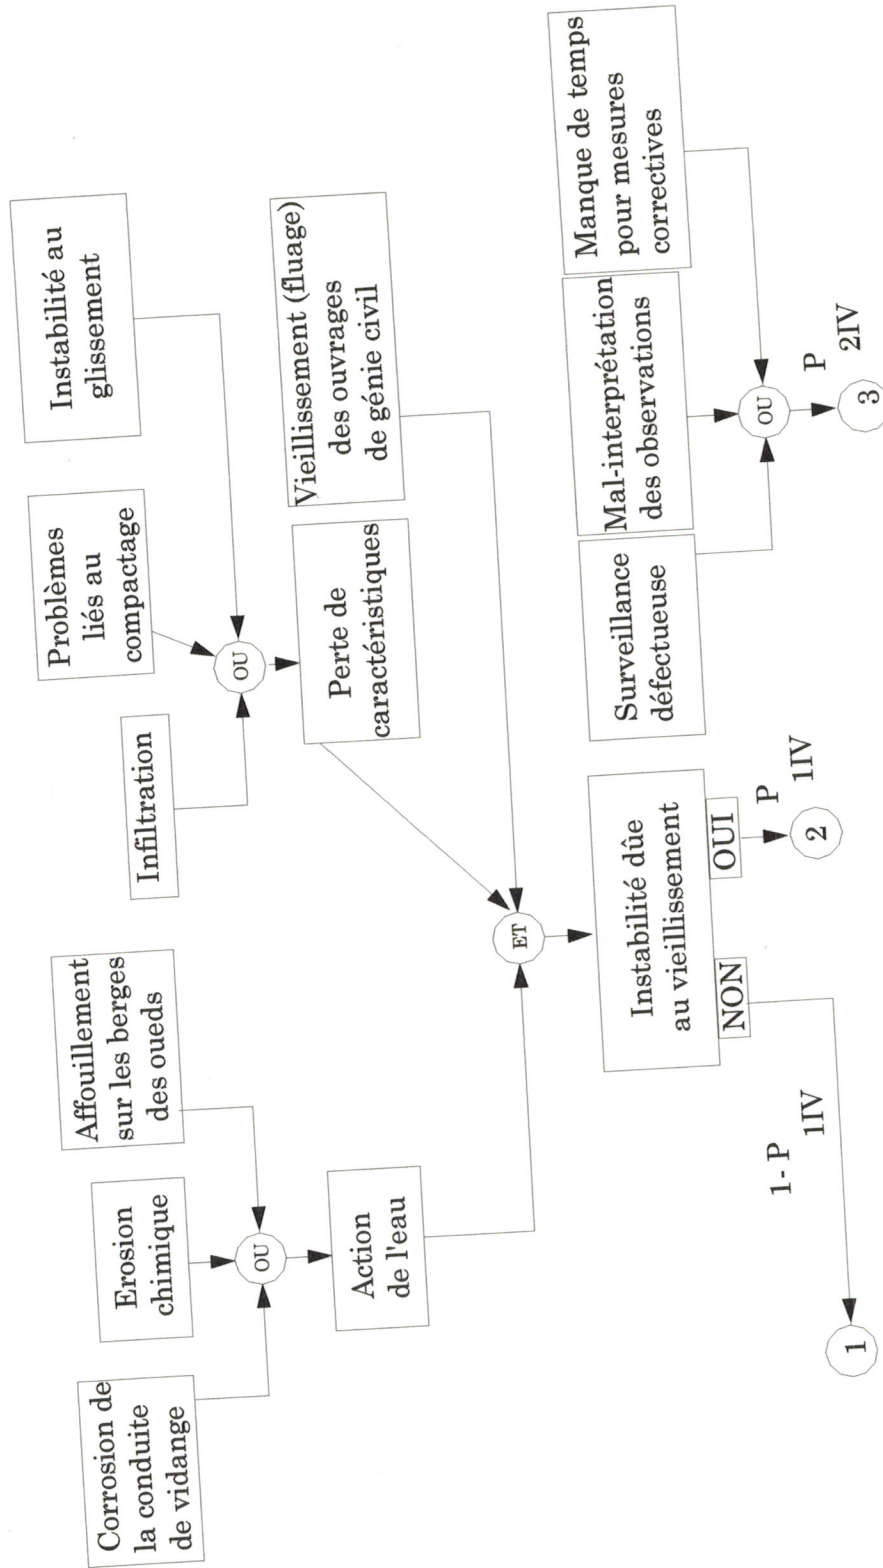 Corrosion de
la conduite
de vidange
Erosion
chimique
Affouillement
sur les berges
des oueds
Infiltration
Problèmes
liés au
compactage
Instabilité au
glissement
OU
OU
Action
de l'eau
Perte de
caractéristiques
Vieillissement (fluage)
des ouvrages
de génie civil
ET
Instabilité dûe
au vieillissement
NON
OUI
Surveillance
défectueuse
Mal-interprétation
des observations
Manque de temps
pour mesures
correctives
OU
1- P
1IV
P
1IV
P
2IV
1
2
3